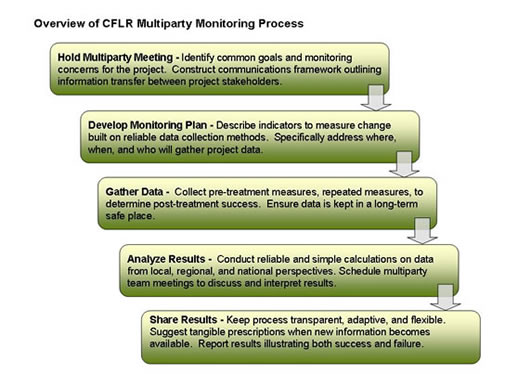 Overview of CFLR Multiparty Monitoring Process
Hold Multiparty Meeting - Identify common goals and monitoring
concerns for the project. Construct communications framework outlining
information transfer between project stakeholders.
Develop Monitoring Plan - Describe indicators to measure change
built on reliable data collection methods. Specifically address where,
when, and who will gather project data.
Gather Data - Collect pre-treatment measures, repeated measures, to
determine post-treatment success. Ensure data is kept in a long-term
safe place.
Analyze Results - Conduct reliable and simple calculations on data
from local, regional, and national perspectives. Schedule multiparty
team meetings to discuss and interpret results.
Share Results - Keep process transparent, adaptive, and flexible.
Suggest tangible prescriptions when new information becomes
available. Report results illustrating both success and failure.